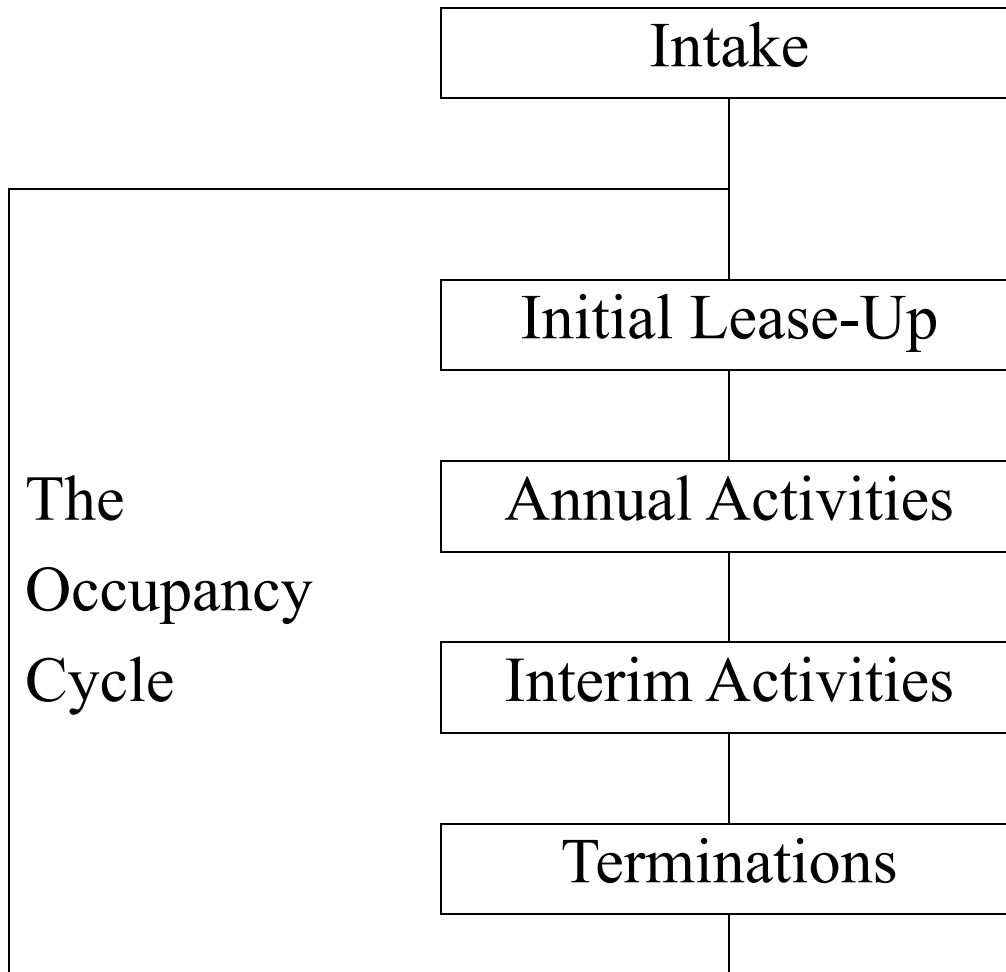 Intake
Initial Lease-Up
The
Annual Activities
Occupancy
Cycle
Interim Activities
Terminations